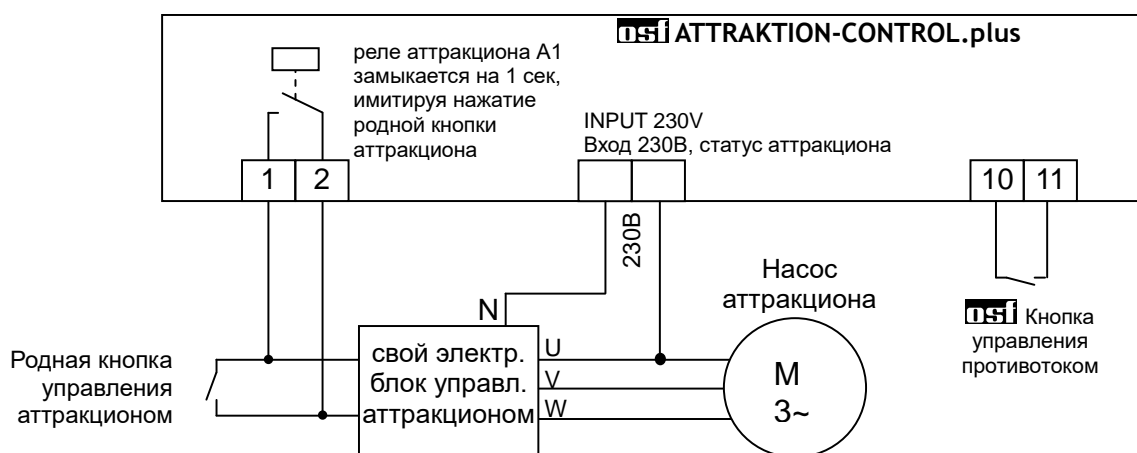 osf ATTRAKTION-CONTROL.plus
реле аттракциона А1
замыкается на 1 сек,
имитируя нажатие
родной кнопки
аттракциона
INPUT 230V
Вход 230В, статус аттракциона
1 2
10 11
230В
N
Насос
аттракциона
osf Кнопка
управления
противотоком
Родная кнопка
управления
аттракционом
свой электр.
блок управл.
аттракционом
U
V
W
M
3~